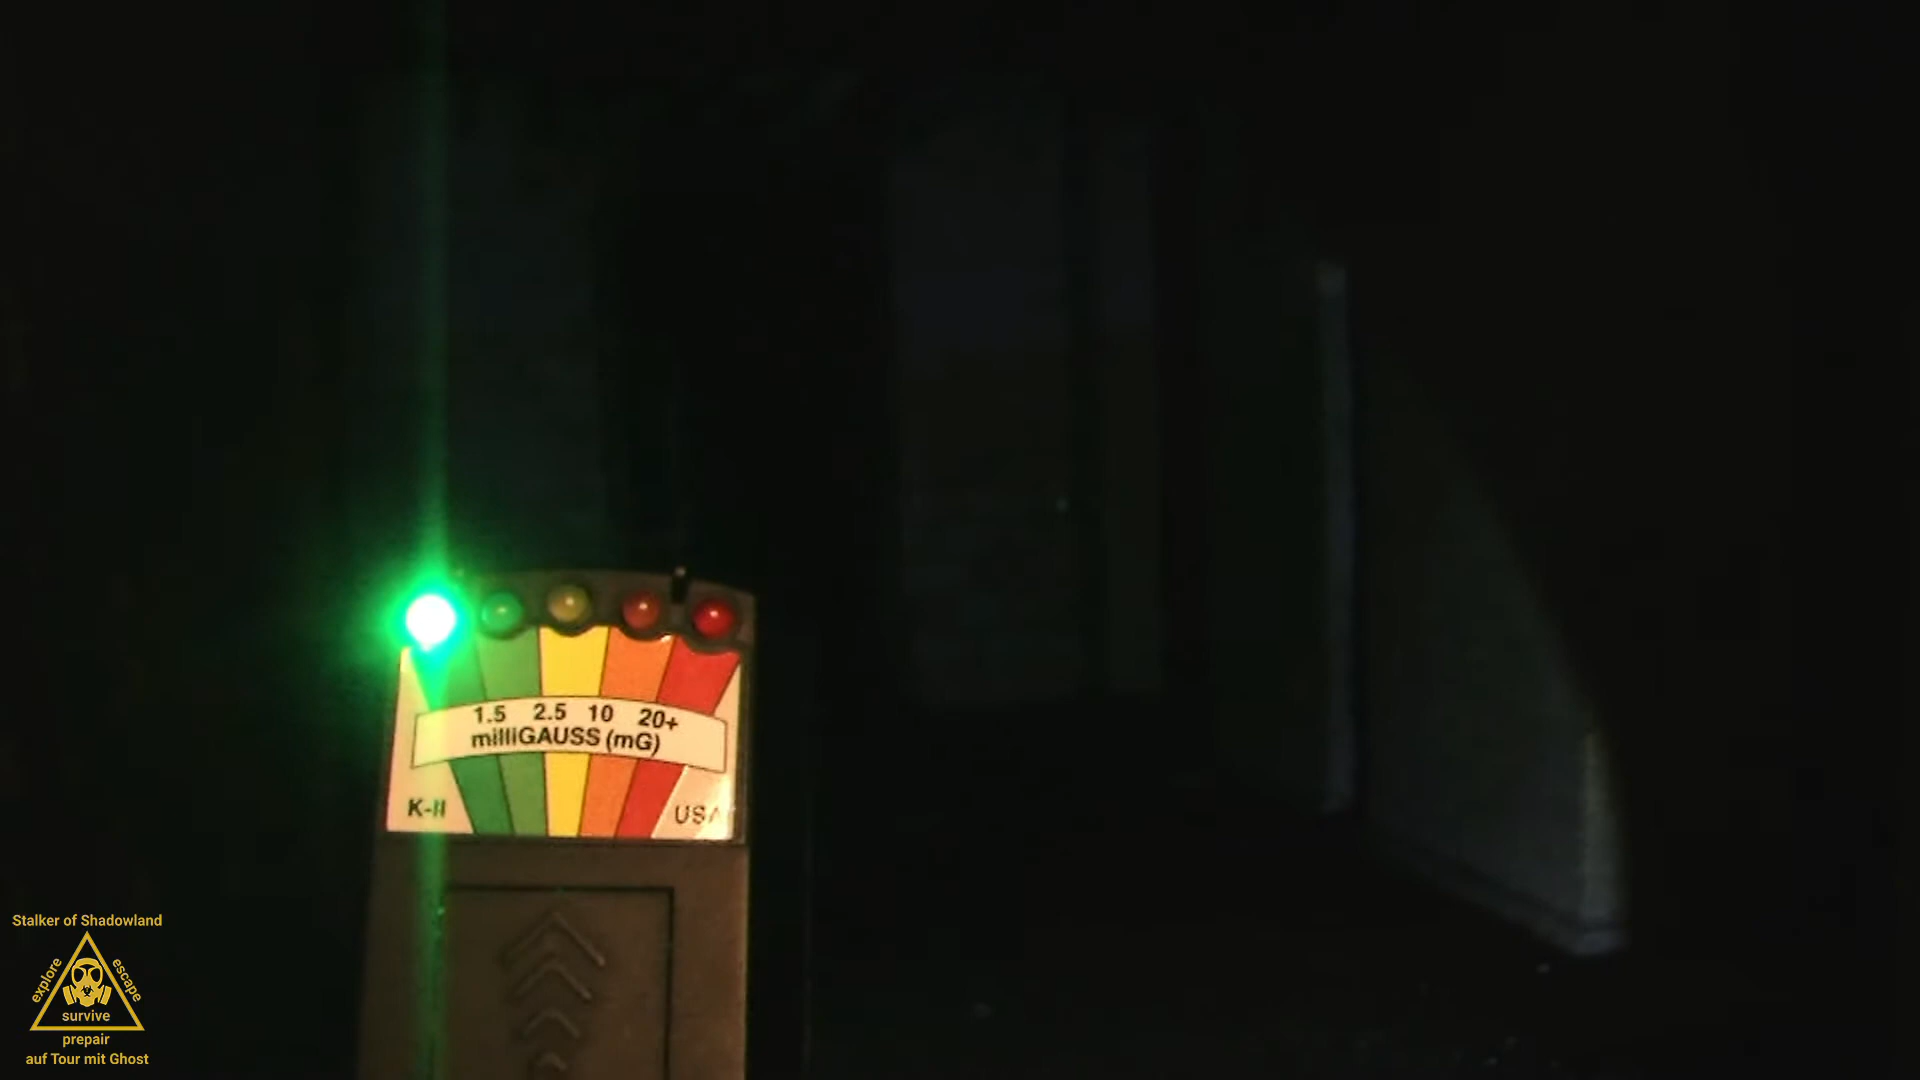 1.5 2.5 10 20+
milliGAUSS (mG)
K-II
USA
Stalker of Shadowland
explore
escape
survive
prepair
auf Tour mit Ghost